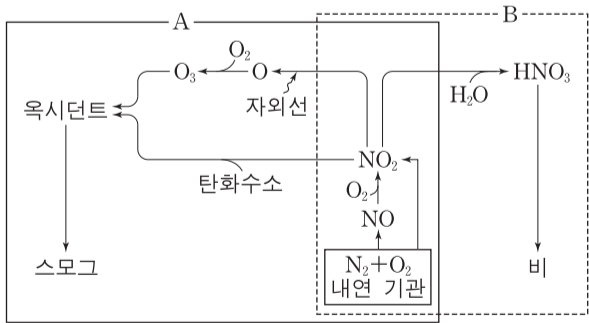 A
B
O₃
O₂
O
자외선
H₂O
HNO₃
옥시던트
탄화수소
NO₂
O₂
NO
N₂+O₂
내연 기관
스모그
비